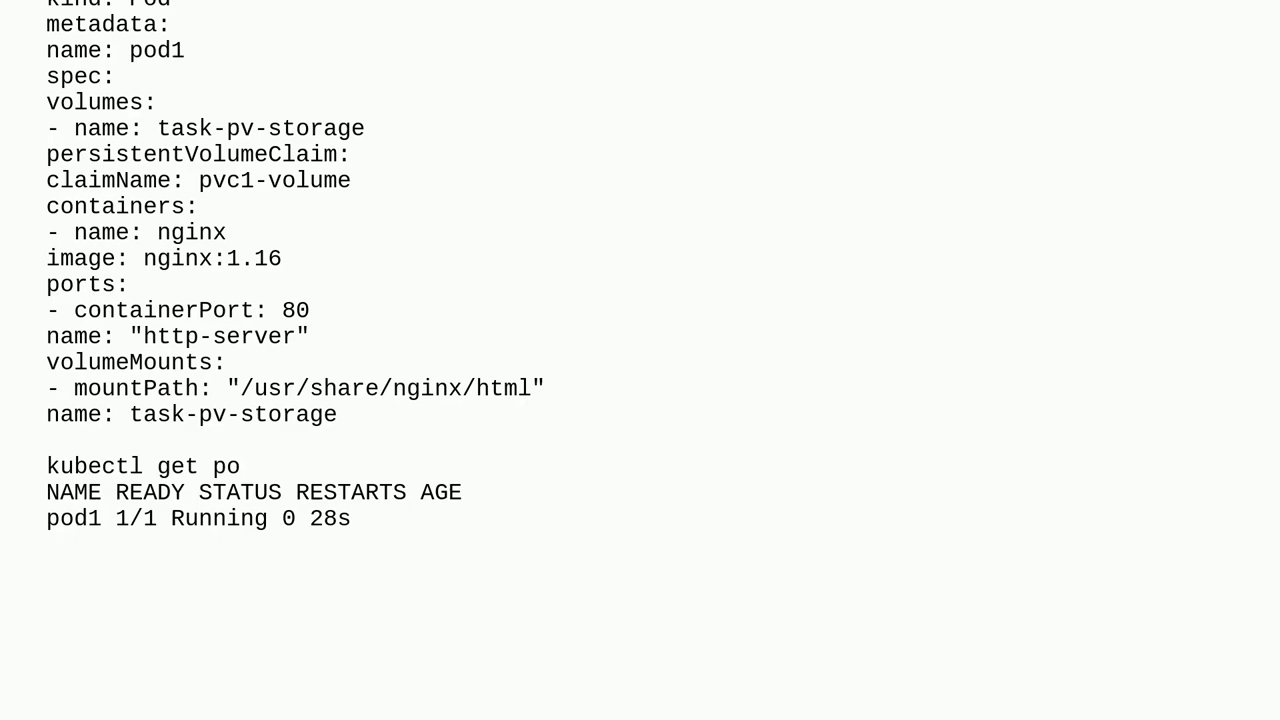 kind: Pod
metadata:
name: pod1
spec:
volumes:
- name: task-pv-storage
persistentVolumeClaim:
claimName: pvc1-volume
containers:
- name: nginx
image: nginx:1.16
ports:
- containerPort: 80
name: "http-server"
volumeMounts:
- mountPath: "/usr/share/nginx/html"
name: task-pv-storage
kubectl get po
NAME READY STATUS RESTARTS AGE
pod1 1/1 Running 0 28s